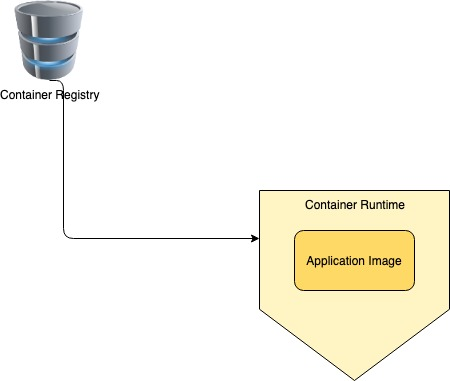 Container Registry
Container Runtime
Application Image